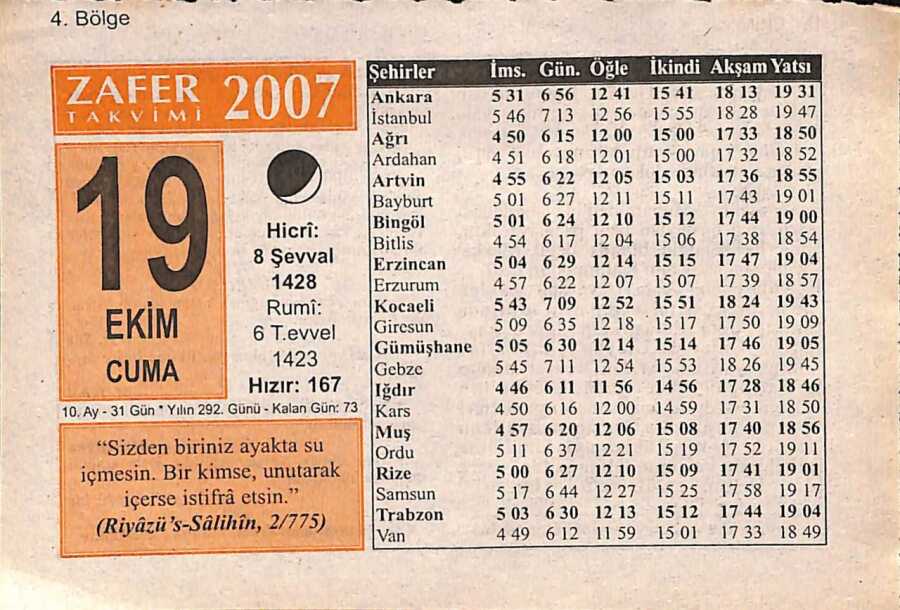 4. Bölge
ZAFER
TAKVİMİ
2007
19
EKİM
CUMA
Hicrî:
8 Şevval
1428
Rumî:
6 T.evvel
1423
Hızır: 167
10. Ay - 31 Gün * Yılın 292. Günü - Kalan Gün: 73
“Sizden biriniz ayakta su
içmesin. Bir kimse, unutarak
içerse istifrâ etsin.”
(Riyâzü’s-Sâlihîn, 2/775)
Şehirler İms. Gün. Öğle İkindi Akşam Yatsı
Ankara 5 31 6 56 12 41 15 41 18 13 19 31
İstanbul 5 46 7 13 12 56 15 55 18 28 19 47
Ağrı 4 50 6 15 12 00 15 00 17 33 18 50
Ardahan 4 51 6 18 12 01 15 00 17 32 18 52
Artvin 4 55 6 22 12 05 15 03 17 36 18 55
Bayburt 5 01 6 27 12 11 15 11 17 43 19 01
Bingöl 5 01 6 24 12 10 15 12 17 44 19 00
Bitlis 4 54 6 17 12 04 15 06 17 38 18 54
Erzincan 5 04 6 29 12 14 15 15 17 47 19 04
Erzurum 4 57 6 22 12 07 15 07 17 39 18 57
Kocaeli 5 43 7 09 12 52 15 51 18 24 19 43
Giresun 5 09 6 35 12 18 15 17 17 50 19 09
Gümüşhane 5 05 6 30 12 14 15 14 17 46 19 05
Gebze 5 45 7 11 12 54 15 53 18 26 19 45
Iğdır 4 46 6 11 11 56 14 56 17 28 18 46
Kars 4 50 6 16 12 00 14 59 17 31 18 50
Muş 4 57 6 20 12 06 15 08 17 40 18 56
Ordu 5 11 6 37 12 21 15 19 17 52 19 11
Rize 5 00 6 27 12 10 15 09 17 41 19 01
Samsun 5 17 6 44 12 27 15 25 17 58 19 17
Trabzon 5 03 6 30 12 13 15 12 17 44 19 04
Van 4 49 6 12 11 59 15 01 17 33 18 49